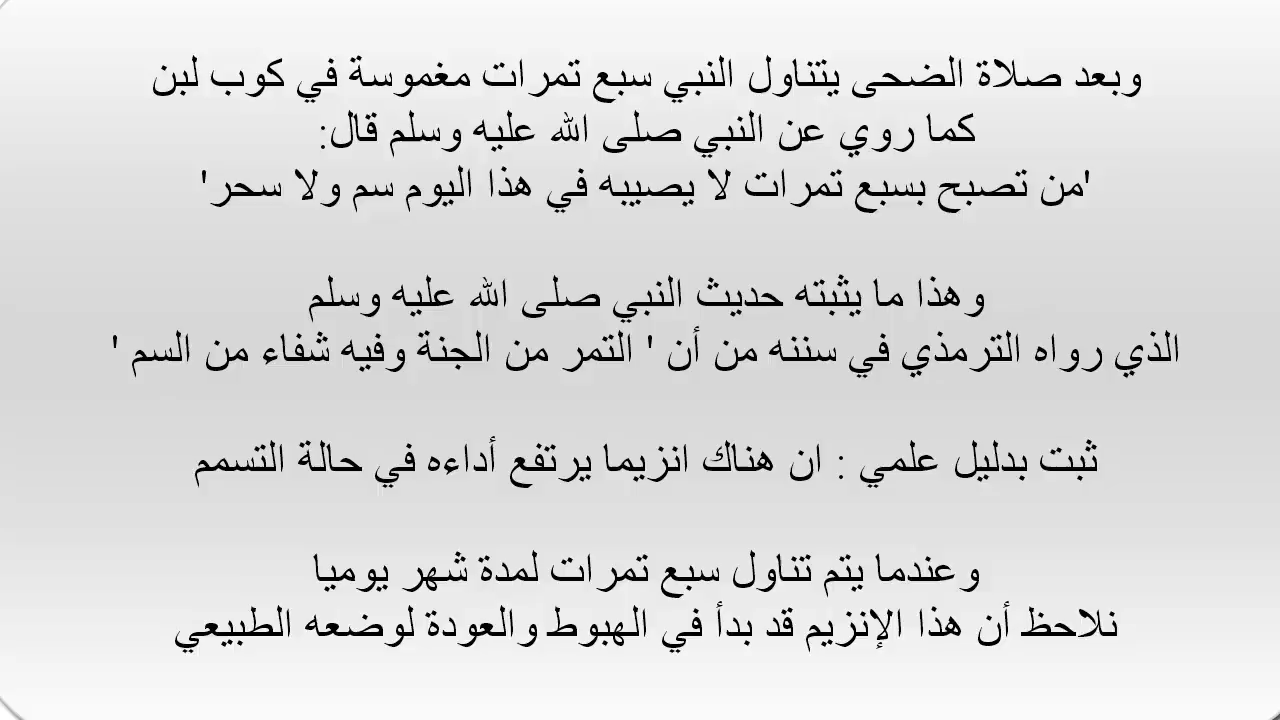 وبعد صلاة الضحى يتناول النبي سبع تمرات مغموسة في كوب لبن
كما روي عن النبي صلى الله عليه وسلم قال:
'من تصبح بسبع تمرات لا يصيبه في هذا اليوم سم ولا سحر'
وهذا ما يثبته حديث النبي صلى الله عليه وسلم
الذي رواه الترمذي في سننه من أن ' التمر من الجنة وفيه شفاء من السم '
ثبت بدليل علمي : ان هناك انزيما يرتفع أداءه في حالة التسمم
وعندما يتم تناول سبع تمرات لمدة شهر يوميا
نلاحظ أن هذا الإنزيم قد بدأ في الهبوط والعودة لوضعه الطبيعي